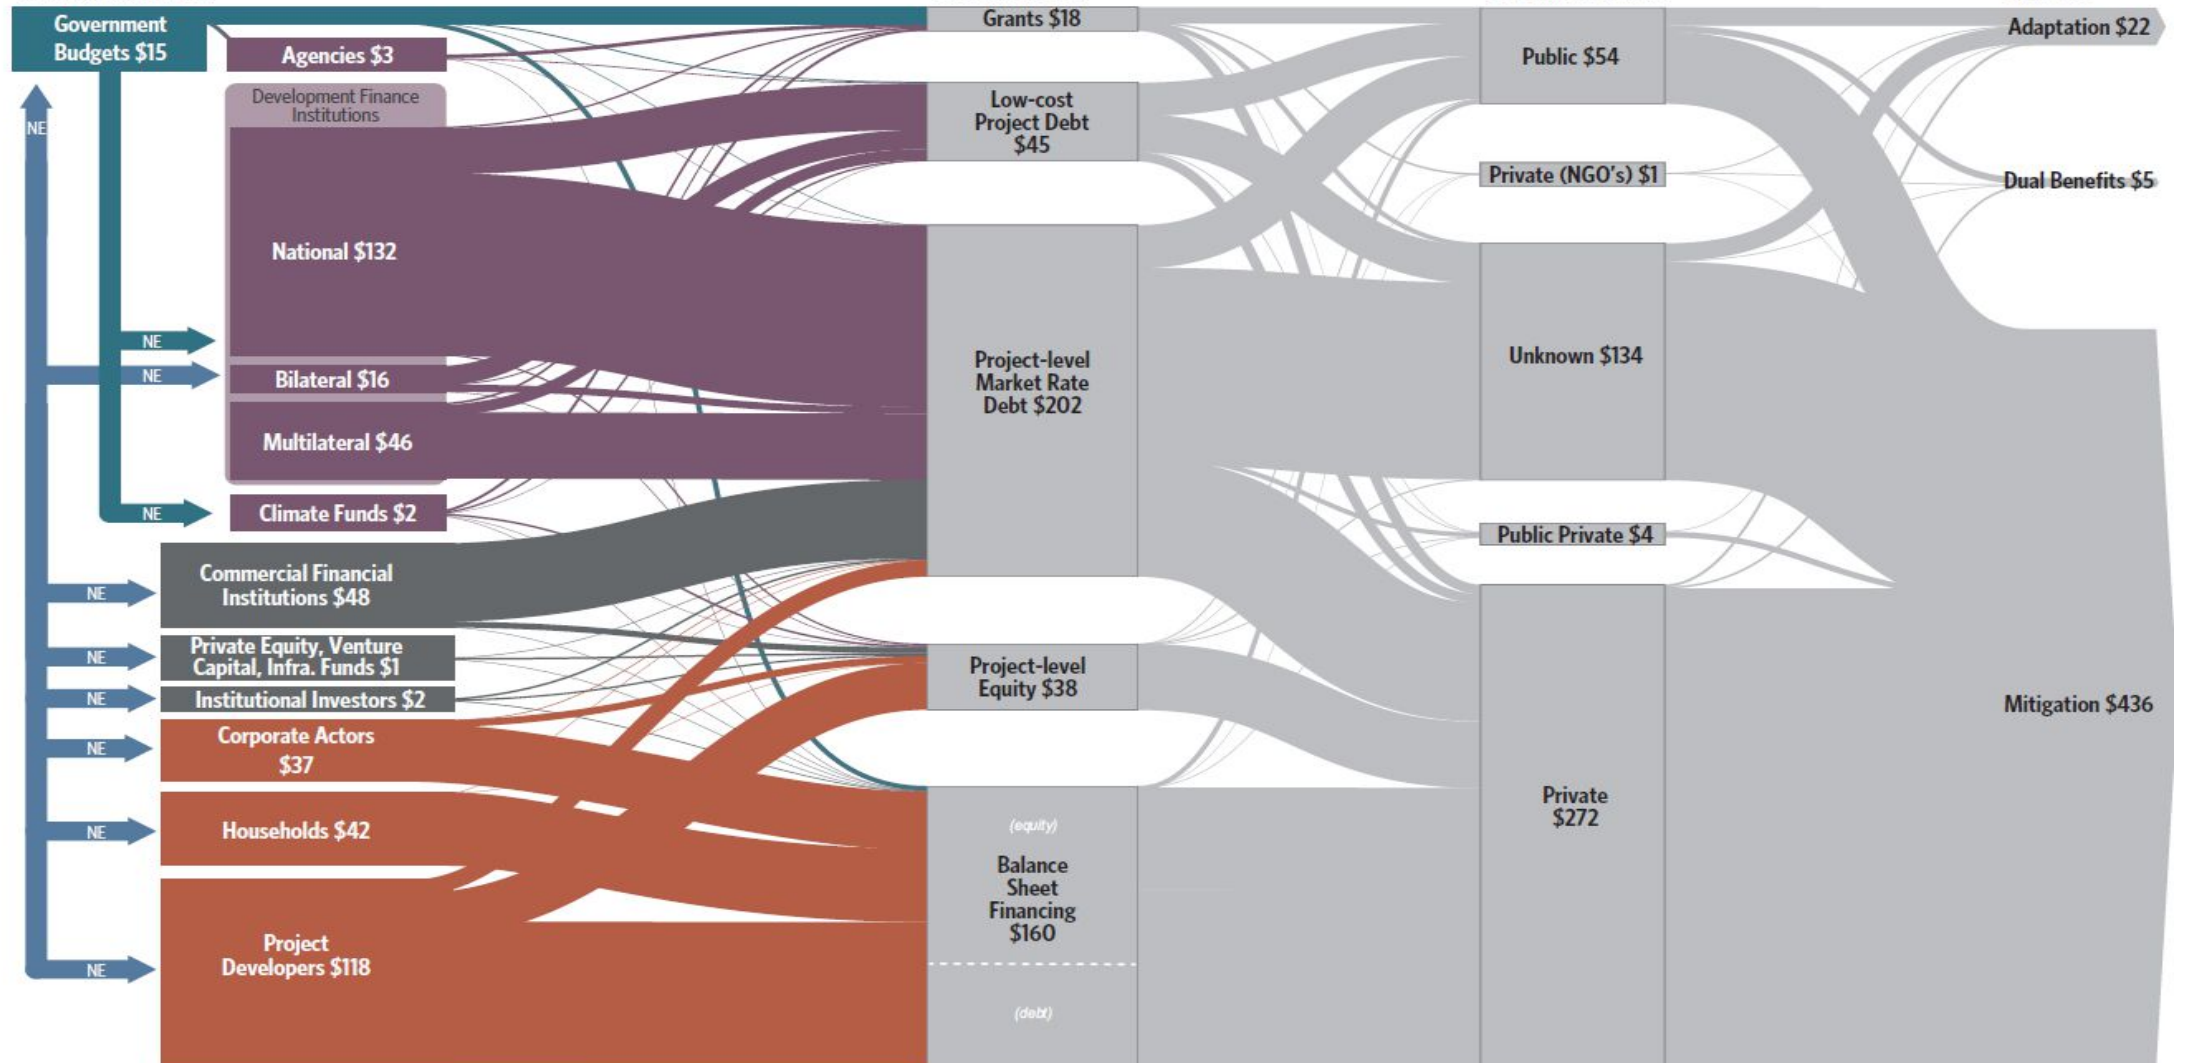 Government
Budgets $15
Agencies $3
Development Finance
Institutions
National $132
Bilateral $16
Multilateral $46
Climate Funds $2
Commercial Financial
Institutions $48
Private Equity, Venture
Capital, Infra. Funds $1
Institutional Investors $2
Corporate Actors
$37
Households $42
Project
Developers $118
NE
NE
NE
NE
NE
NE
NE
NE
NE
NE
Grants $18
Low-cost
Project Debt
$45
Project-level
Market Rate
Debt $202
Project-level
Equity $38
(equity)
Balance
Sheet
Financing
$160
(debt)
Public $54
Private (NGO's) $1
Unknown $134
Public Private $4
Private
$272
Adaptation $22
Dual Benefits $5
Mitigation $436